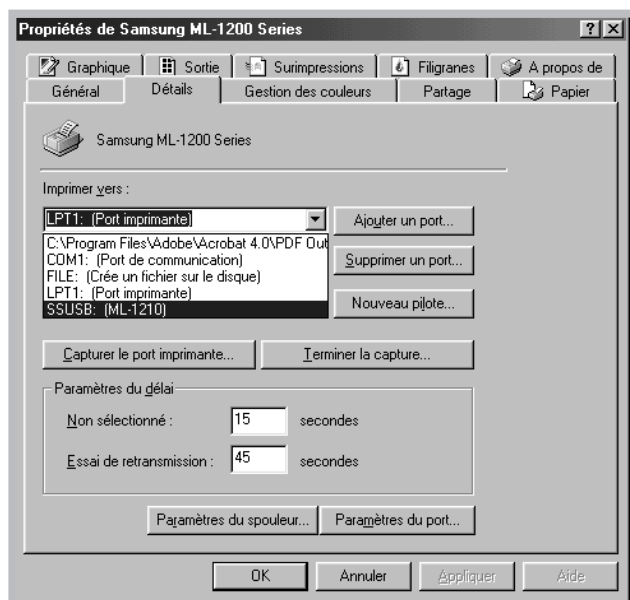 Propriétés de Samsung ML-1200 Series
Graphique Sortie Surimpressions Filigranes A propos de
Général Détails Gestion des couleurs Partage Papier
Samsung ML-1200 Series
Imprimer vers :
LPT1: (Port imprimante) Ajouter un port...
C:\Program Files\Adobe\Acrobat 4.0\PDF Out
COM1: (Port de communication) Supprimer un port...
FILE: (Crée un fichier sur le disque)
LPT1: (Port imprimante)
SSUSB: (ML-1210) Nouveau pilote...
Capturer le port imprimante... Terminer la capture...
Paramètres du délai
Non sélectionné : 15 secondes
Essai de retransmission : 45 secondes
Paramètres du spouleur... Paramètres du port...
OK Annuler Appliquer Aide